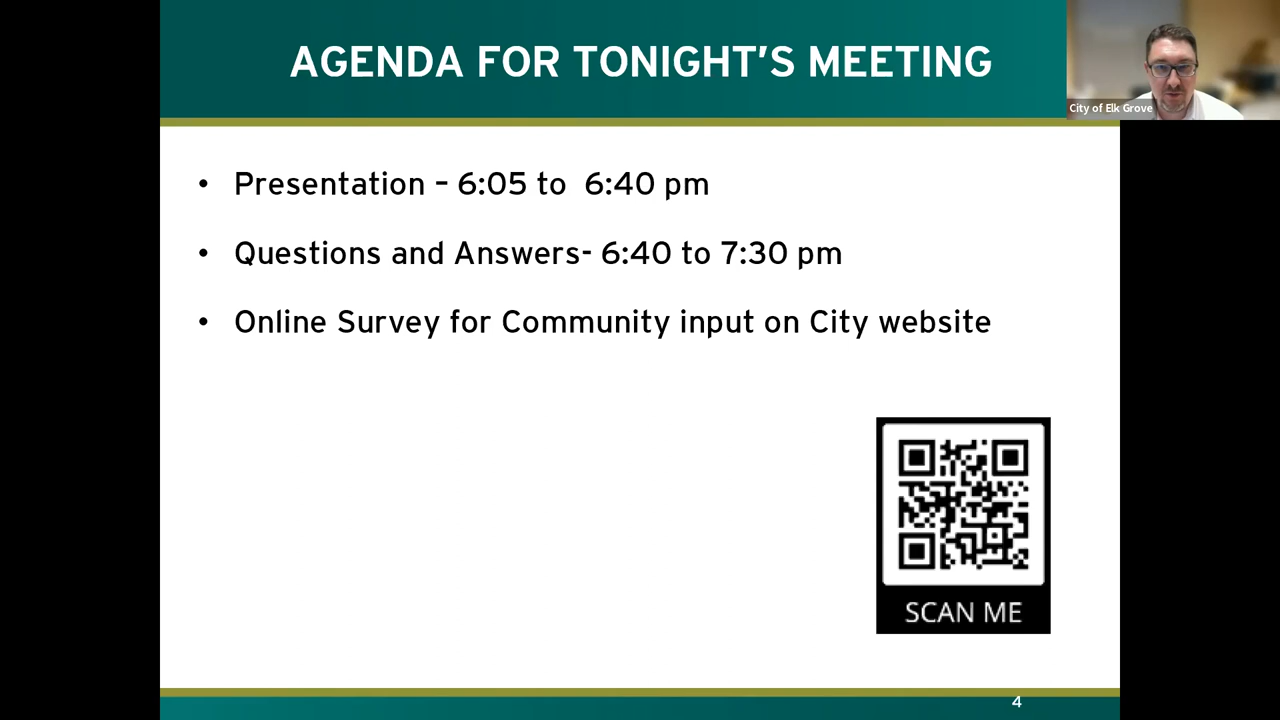 AGENDA FOR TONIGHT'S MEETING
City of Elk Grove
• Presentation – 6:05 to  6:40 pm
• Questions and Answers- 6:40 to 7:30 pm
• Online Survey for Community input on City website
SCAN ME
4